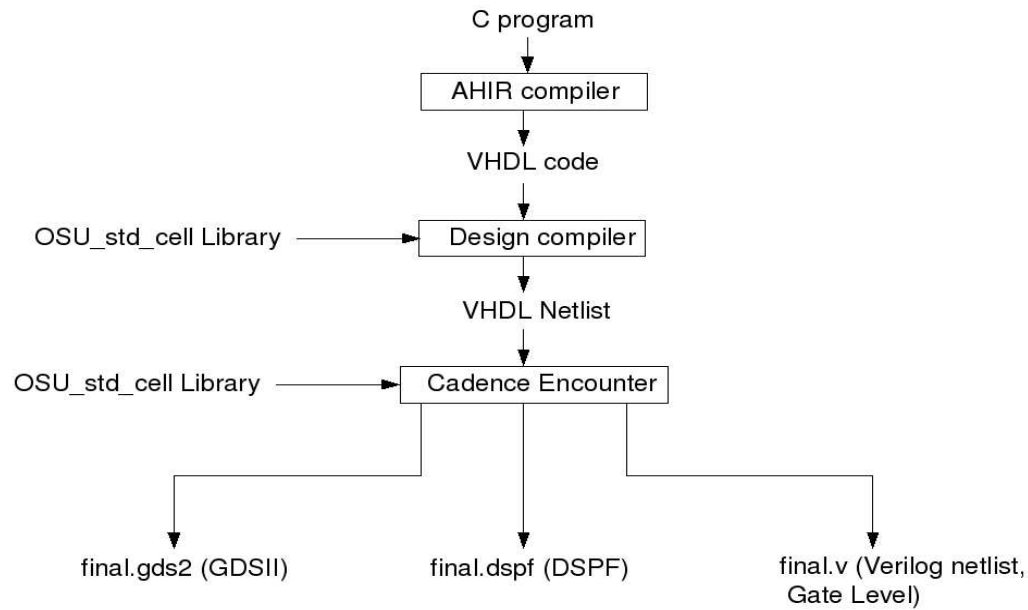 C program
AHIR compiler
VHDL code
OSU_std_cell Library
Design compiler
VHDL Netlist
OSU_std_cell Library
Cadence Encounter
final.gds2 (GDSII)
final.dspf (DSPF)
final.v (Verilog netlist,
Gate Level)